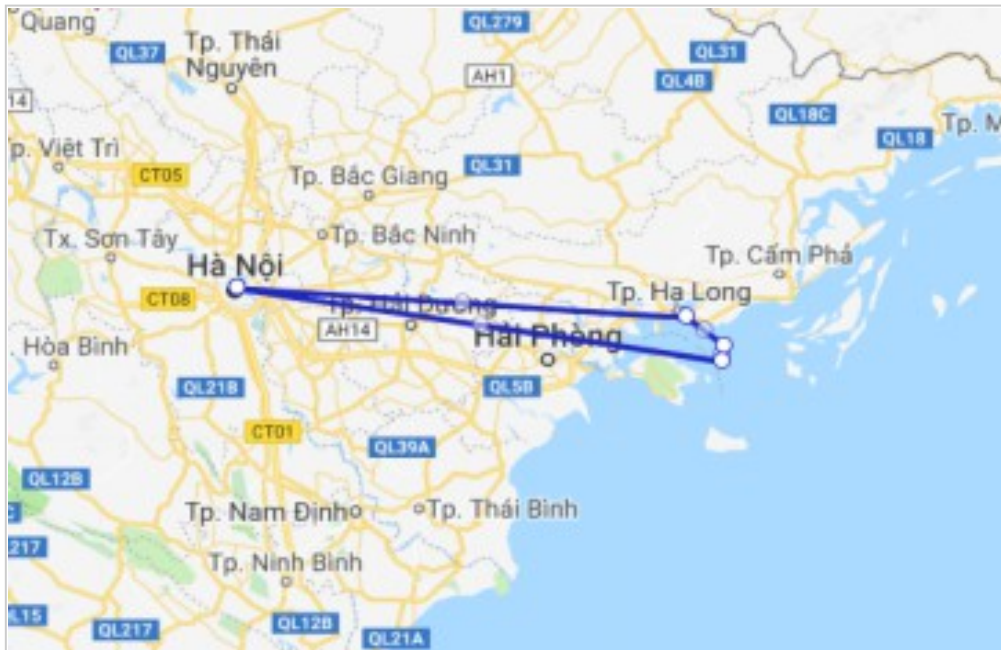 Quang
QL279
QL37
Tp. Thái
Nguyên
AH1
QL31
QL4B
14
QL18C
QL18
Tp. M
p. Việt Trì
CT05
QL31
Tp. Bắc Giang
Tx. Sơn Tây
Tp. Bắc Ninh
Tp. Cẩm Phả
Hà Nội
CT08
Tp. Hạ Long
AH14
Hải Phòng
Hòa Bình
QL21B
QL5B
CT01
QL39A
QL12B
Tp. Nam Định
Tp. Thái Bình
217
Tp. Ninh Bình
L15
QL217
QL12B
QL21A